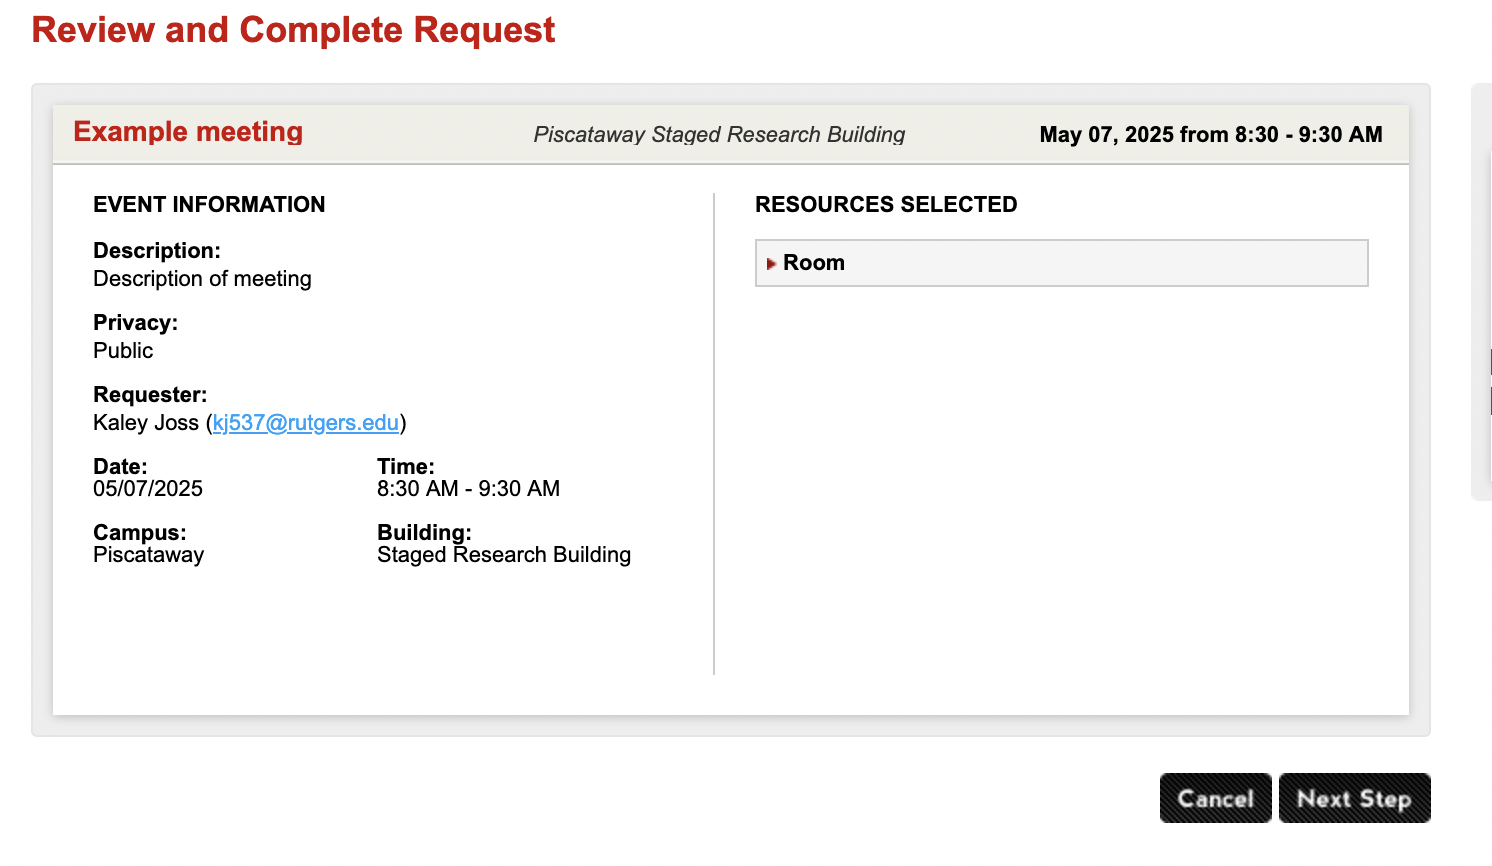 Review and Complete Request
Example meeting
Piscataway Staged Research Building
May 07, 2025 from 8:30 - 9:30 AM
EVENT INFORMATION
Description:
Description of meeting
Privacy:
Public
Requester:
Kaley Joss (kj537@rutgers.edu)
Date:
05/07/2025
Time:
8:30 AM - 9:30 AM
Campus:
Piscataway
Building:
Staged Research Building
RESOURCES SELECTED
Room
Cancel
Next Step